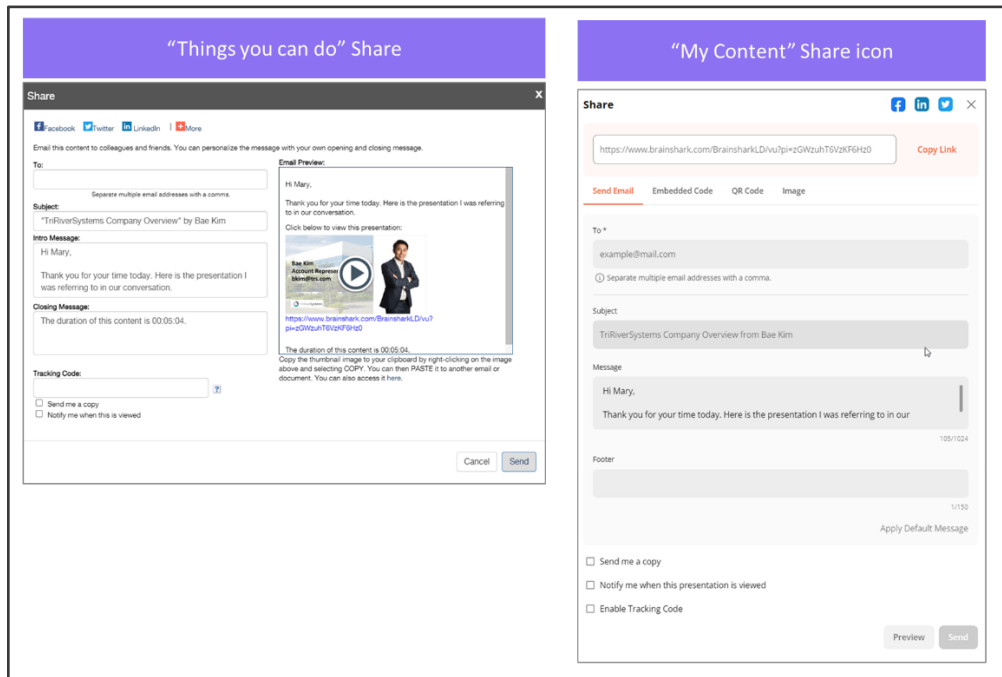 “Things you can do” Share
Share
X
Facebook Twitter LinkedIn | More
Email this content to colleagues and friends. You can personalize the message with your own opening and closing message.
To:
Separate multiple email addresses with a comma.
Subject:
"TriRiverSystems Company Overview" by Bae Kim
Intro Message:
Hi Mary,
Thank you for your time today. Here is the presentation I
was referring to in our conversation.
Closing Message:
The duration of this content is 00:05:04.
Tracking Code:
?
Send me a copy
Notify me when this is viewed
Email Preview:
Hi Mary,
Thank you for your time today. Here is the presentation I was referring
to in our conversation.
Click below to view this presentation:
Bae Kim
Account Represe
bkim@trs.com
https://www.brainshark.com/BrainsharkLD/vu?
pi=zGWzuhT6VzKF6Hz0
The duration of this content is 00:05:04.
Copy the thumbnail image to your clipboard by right-clicking on the image
above and selecting COPY. You can then PASTE it to another email or
document. You can also access it here.
Cancel Send
“My Content” Share icon
Share
https://www.brainshark.com/BrainsharkLD/vu?pi=zGWzuhT6VzKF6Hz0
Copy Link
Send Email Embedded Code QR Code Image
To *
example@mail.com
Separate multiple email addresses with a comma.
Subject
TriRiverSystems Company Overview from Bae Kim
Message
Hi Mary,
Thank you for your time today. Here is the presentation I was referring to in our
105/1024
Footer
1/150
Apply Default Message
Send me a copy
Notify me when this presentation is viewed
Enable Tracking Code
Preview Send